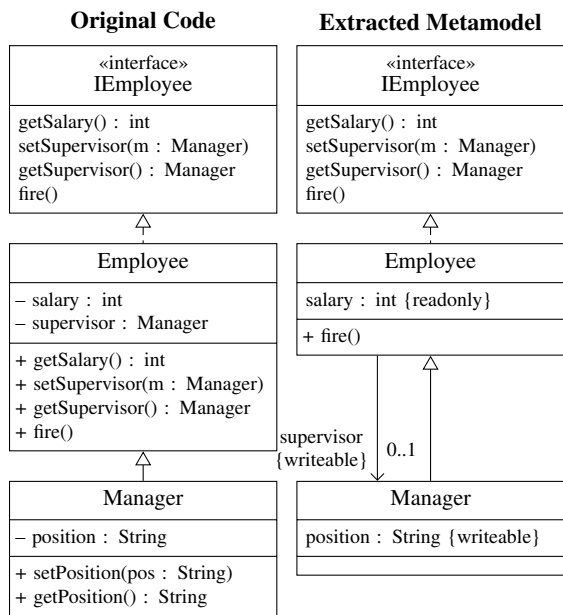 Original Code
«interface»
IEmployee
getSalary() : int
setSupervisor(m : Manager)
getSupervisor() : Manager
fire()
Employee
– salary : int
– supervisor : Manager
+ getSalary() : int
+ setSupervisor(m : Manager)
+ getSupervisor() : Manager
+ fire()
Manager
– position : String
+ setPosition(pos : String)
+ getPosition() : String
Extracted Metamodel
«interface»
IEmployee
getSalary() : int
setSupervisor(m : Manager)
getSupervisor() : Manager
fire()
Employee
salary : int {readonly}
+ fire()
supervisor
{writeable}
0..1
Manager
position : String {writeable}